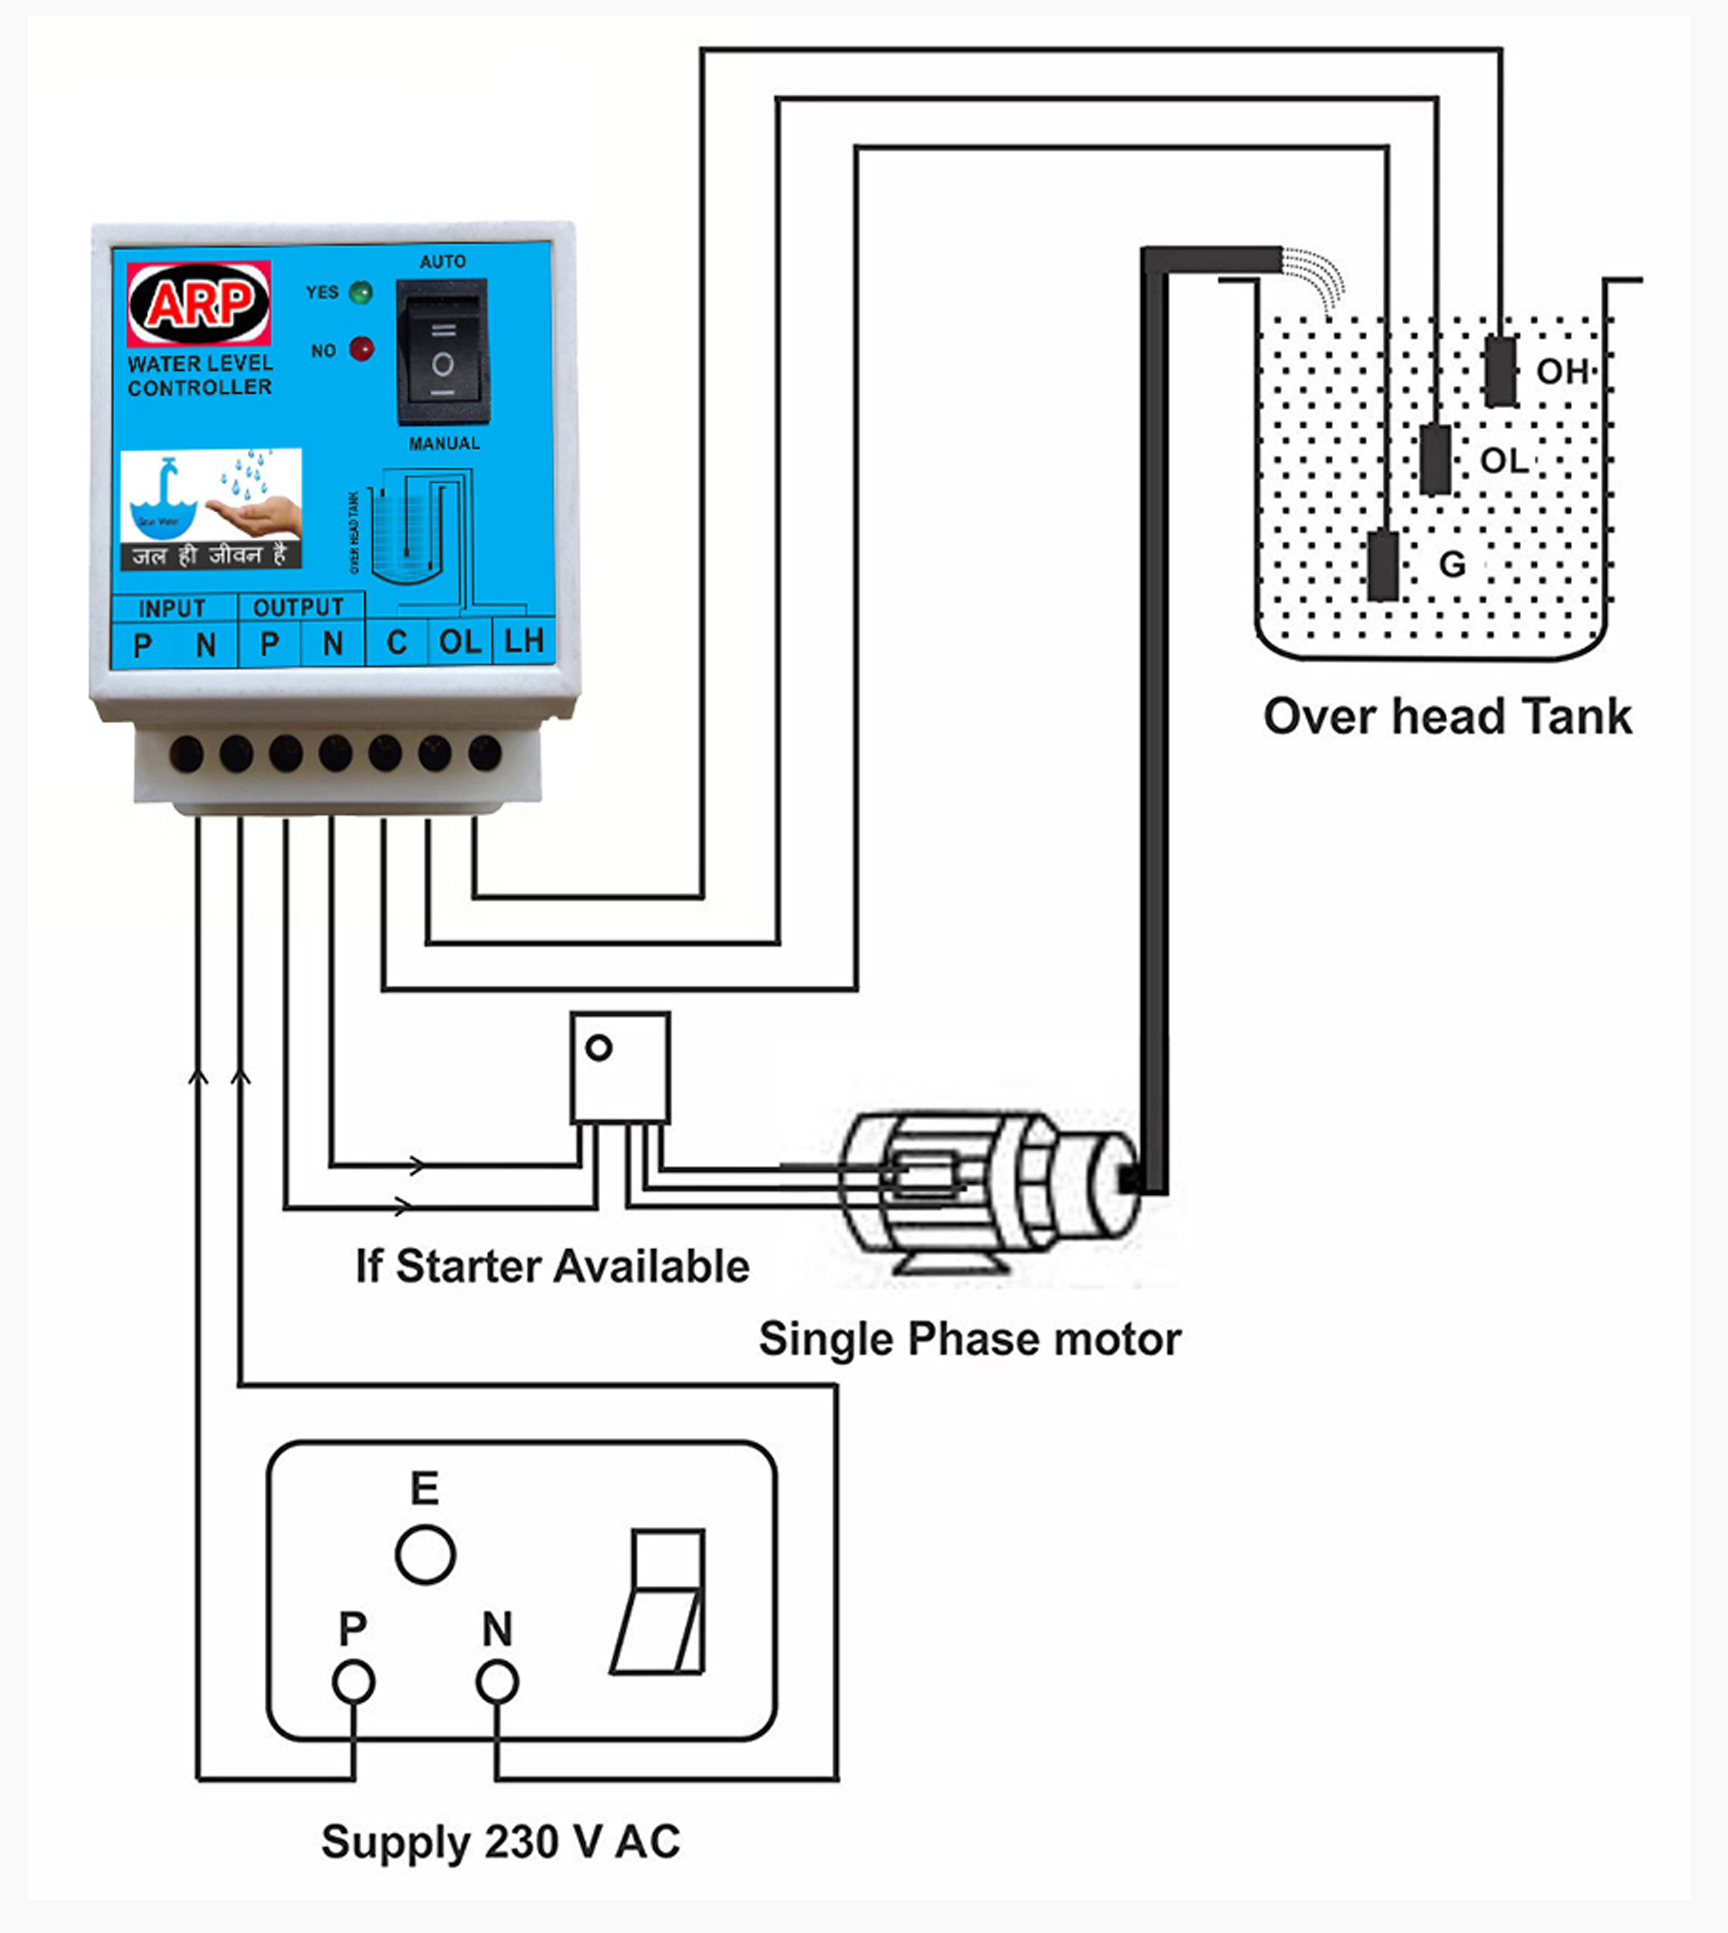 ARP
WATER LEVEL
CONTROLLER
YES
NO
AUTO
MANUAL
Save Water
जल ही जीवन है
OVER HEAD TANK
INPUT
OUTPUT
P N P N C OL LH
OH
OL
G
Over head Tank
If Starter Available
Single Phase motor
E
P N
Supply 230 V AC